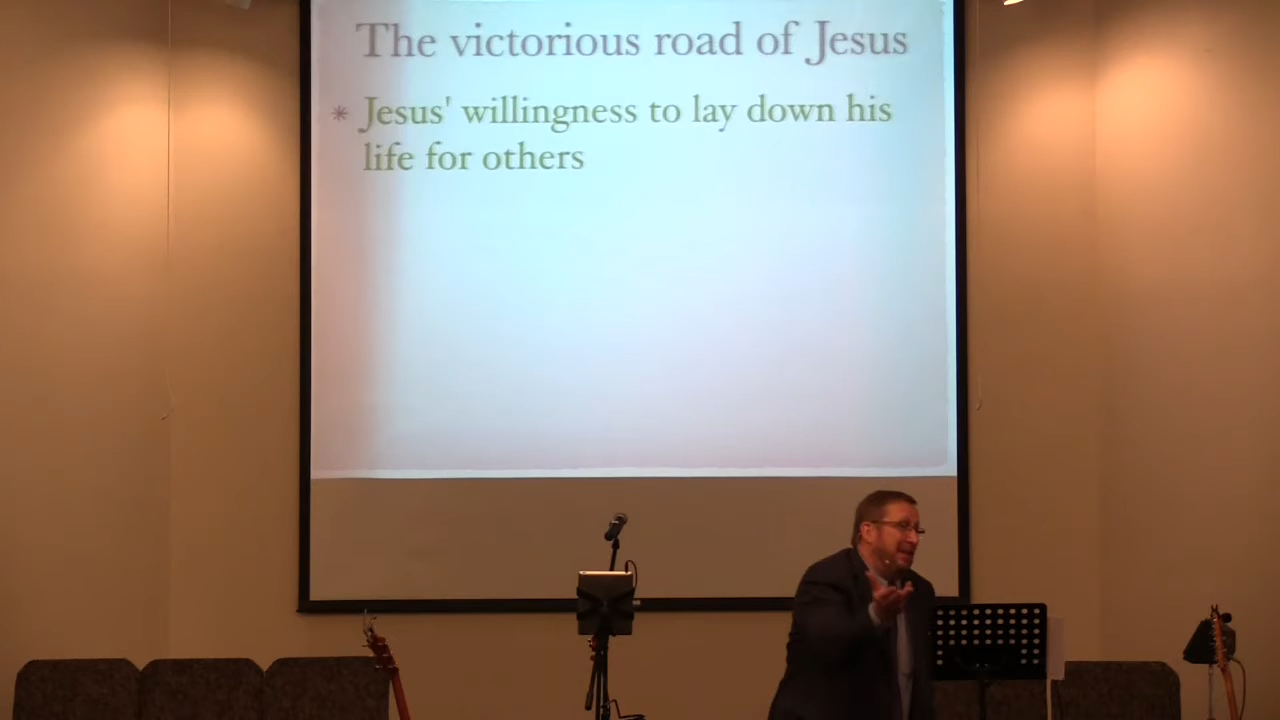 The victorious road of Jesus
* Jesus' willingness to lay down his
life for others